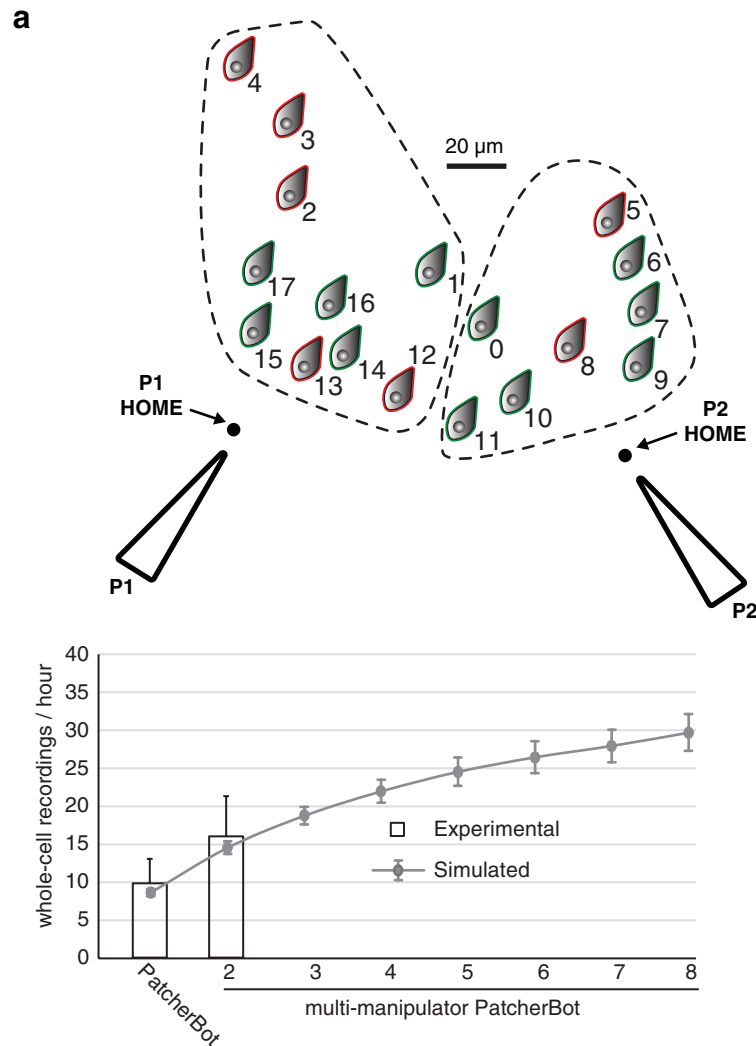 a
4
3
2
20 µm
5
6
7
17
16
1
0
8
9
15
13
14
12
10
11
P1
HOME
P2
HOME
P1
P2
40
35
30
25
20
15
10
5
0
whole-cell recordings / hour
Experimental
Simulated
PatcherBot
2 3 4 5 6 7 8
multi-manipulator PatcherBot